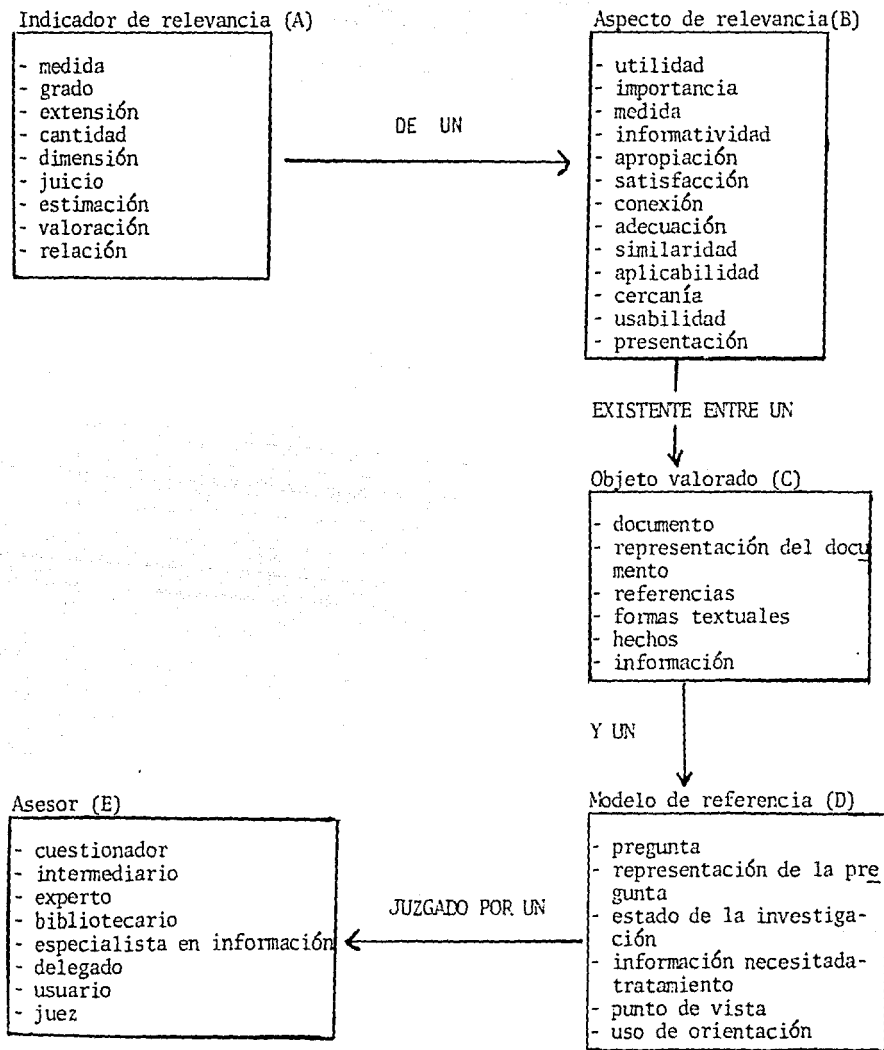 Indicador de relevancia (A)
- medida
- grado
- extensión
- cantidad
- dimensión
- juicio
- estimación
- valoración
- relación
DE UN
Aspecto de relevancia(B)
- utilidad
- importancia
- medida
- informatividad
- apropiación
- satisfacción
- conexión
- adecuación
- similaridad
- aplicabilidad
- cercanía
- usabilidad
- presentación
EXISTENTE ENTRE UN
Objeto valorado (C)
- documento
- representación del docu
mento
- referencias
- formas textuales
- hechos
- información
Y UN
Modelo de referencia (D)
- pregunta
- representación de la pre
gunta
- estado de la investiga-
ción
- información necesitada-
tratamiento
- punto de vista
- uso de orientación
JUZGADO POR UN
Asesor (E)
- cuestionador
- intermediario
- experto
- bibliotecario
- especialista en información
- delegado
- usuario
- juez